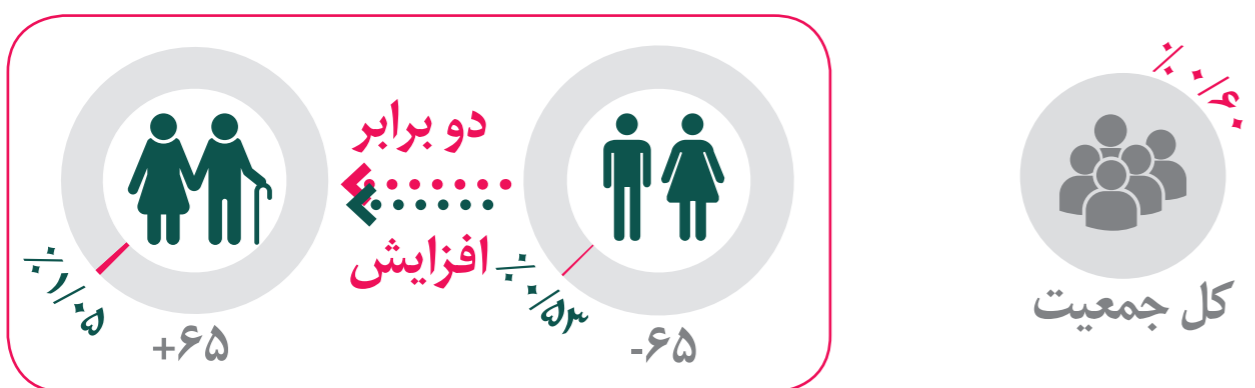 ٪۰/۶۰
کل جمعیت
دو برابر
افزایش
٪۰/۵۳
-۶۵
٪۱/۰۵
+۶۵